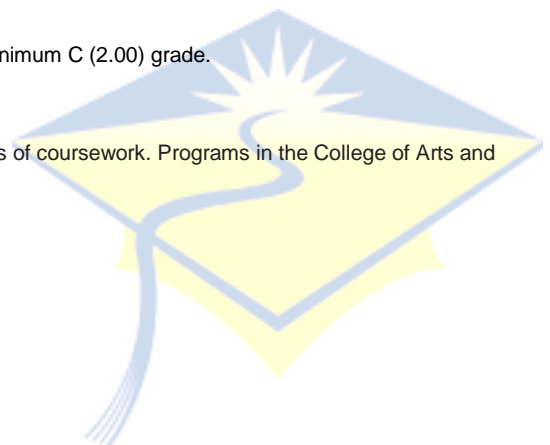 nimum C (2.00) grade.
s of coursework. Programs in the College of Arts and